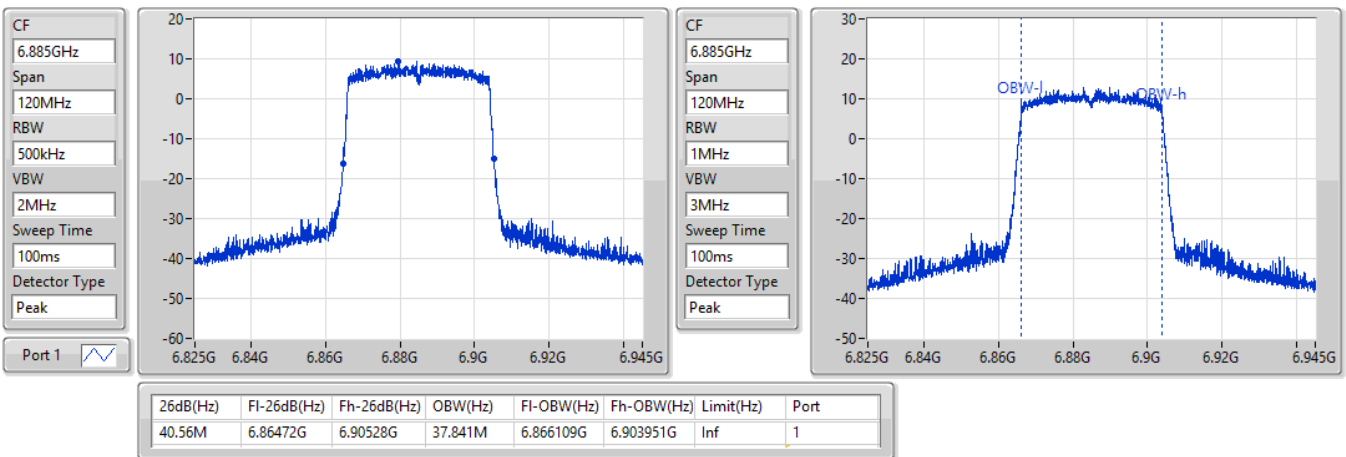 CF
6.885GHz
Span
120MHz
RBW
500kHz
VBW
2MHz
Sweep Time
100ms
Detector Type
Peak
Port 1
20
10
0
-10
-20
-30
-40
-50
-60
6.825G 6.84G 6.86G 6.88G 6.9G 6.92G 6.945G
CF
6.885GHz
Span
120MHz
RBW
1MHz
VBW
3MHz
Sweep Time
100ms
Detector Type
Peak
30
20
10
0
-10
-20
-30
-40
-50
OBW-l OBW-h
6.825G 6.84G 6.86G 6.88G 6.9G 6.92G 6.945G
26dB(Hz) Fl-26dB(Hz) Fh-26dB(Hz) OBW(Hz) Fl-OBW(Hz) Fh-OBW(Hz) Limit(Hz) Port
40.56M 6.86472G 6.90528G 37.841M 6.866109G 6.903951G Inf 1